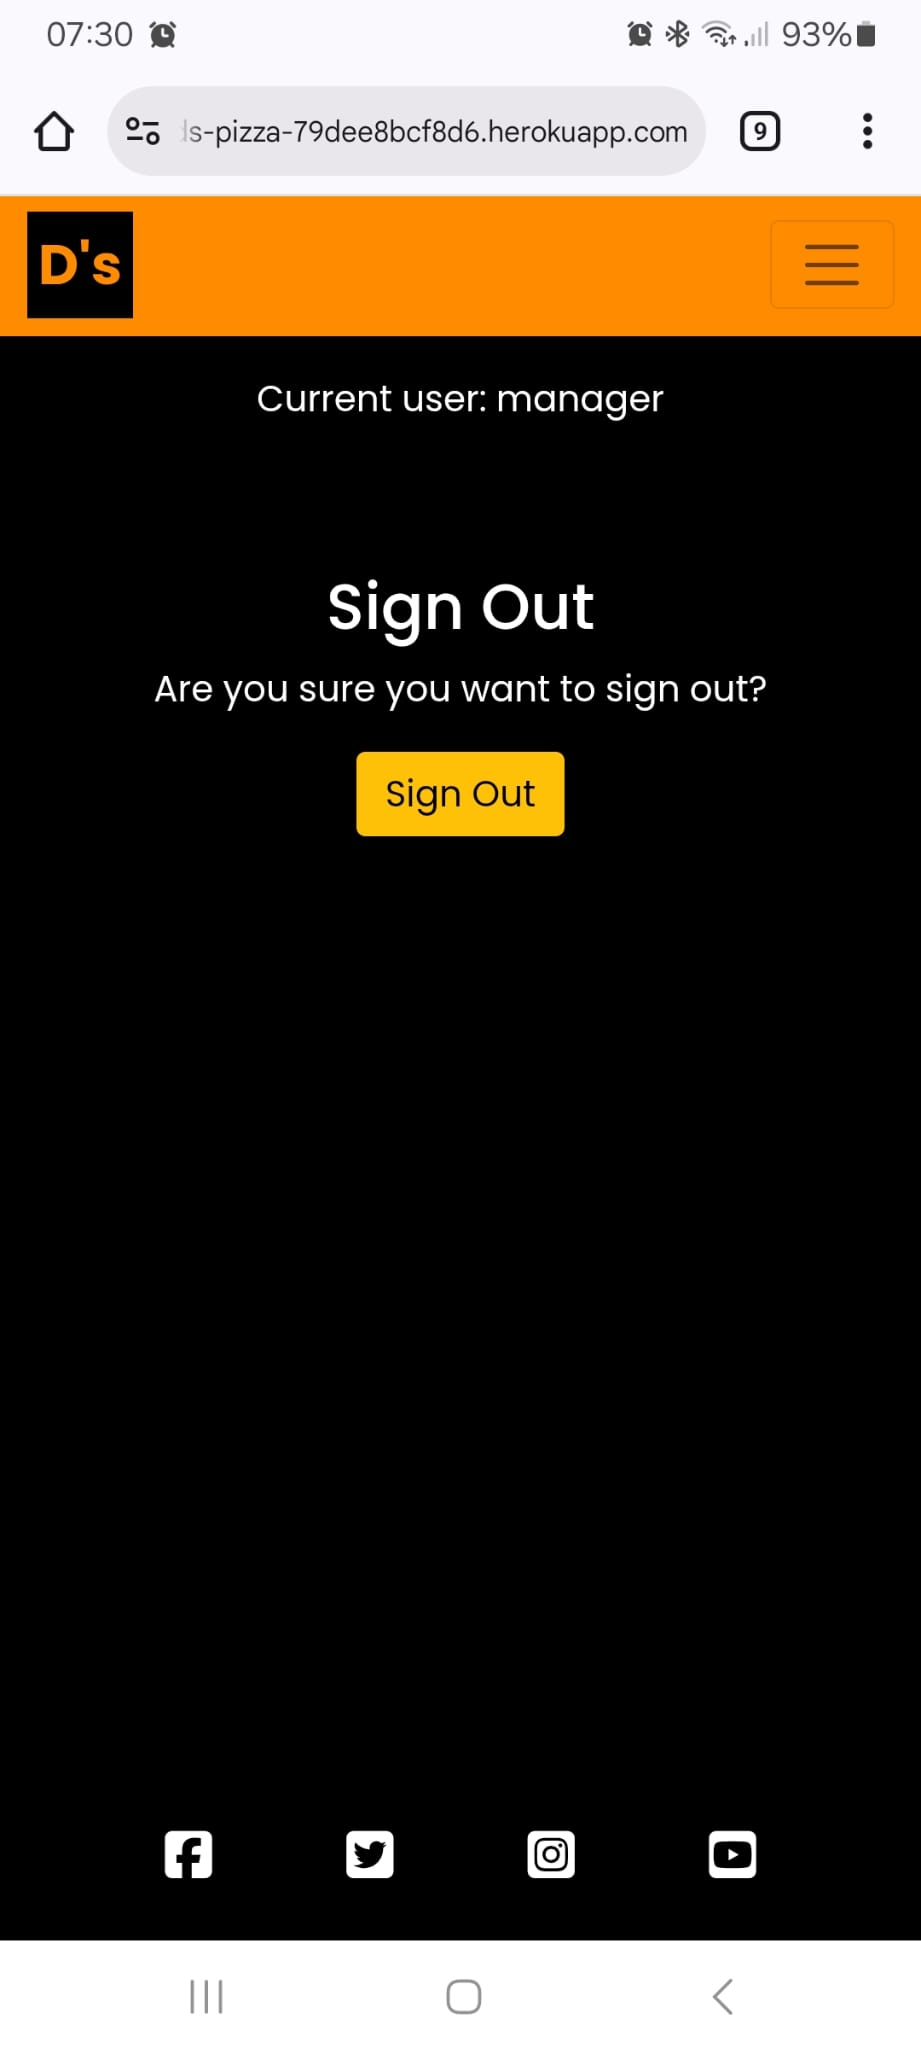 07:30 93%
ls-pizza-79dee8bcf8d6.herokuapp.com 9
D's
Current user: manager
Sign Out
Are you sure you want to sign out?
Sign Out